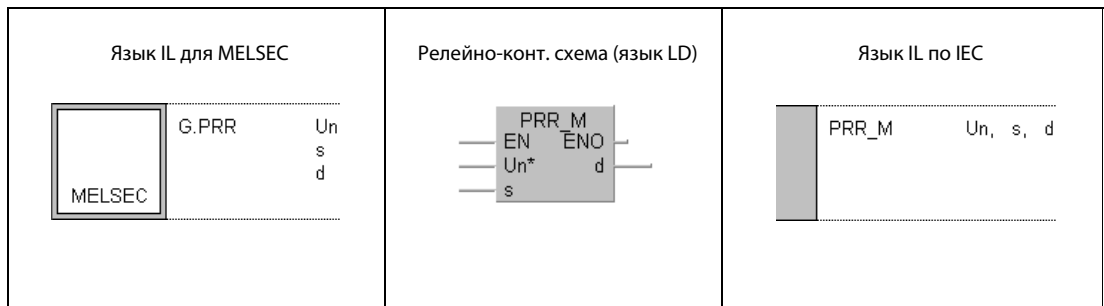 Язык IL для MELSEC
G.PRR Un
s
d
MELSEC
Релейно-конт. схема (язык LD)
PRR_M
EN ENO
Un* d
s
Язык IL по IEC
PRR_M Un, s, d